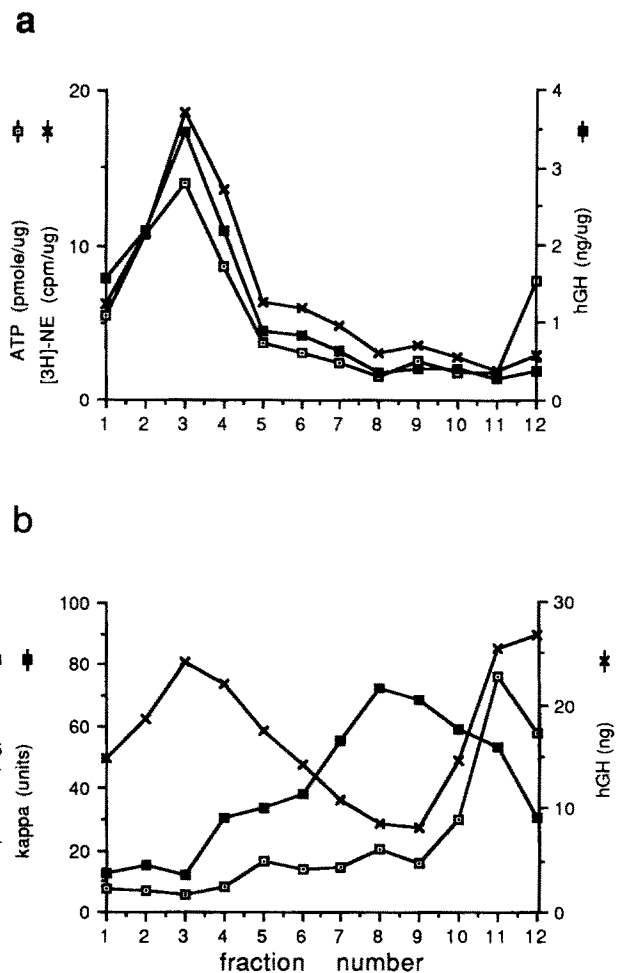 a
20
10
0
ATP (pmole/ug)
[3H]-NE (cpm/ug)
4
3
2
1
0
hGH (ng/ug)
1 2 3 4 5 6 7 8 9 10 11 12
b
100
80
60
40
20
0
kappa (units)
30
20
10
0
hGH (ng)
1 2 3 4 5 6 7 8 9 10 11 12
fraction number